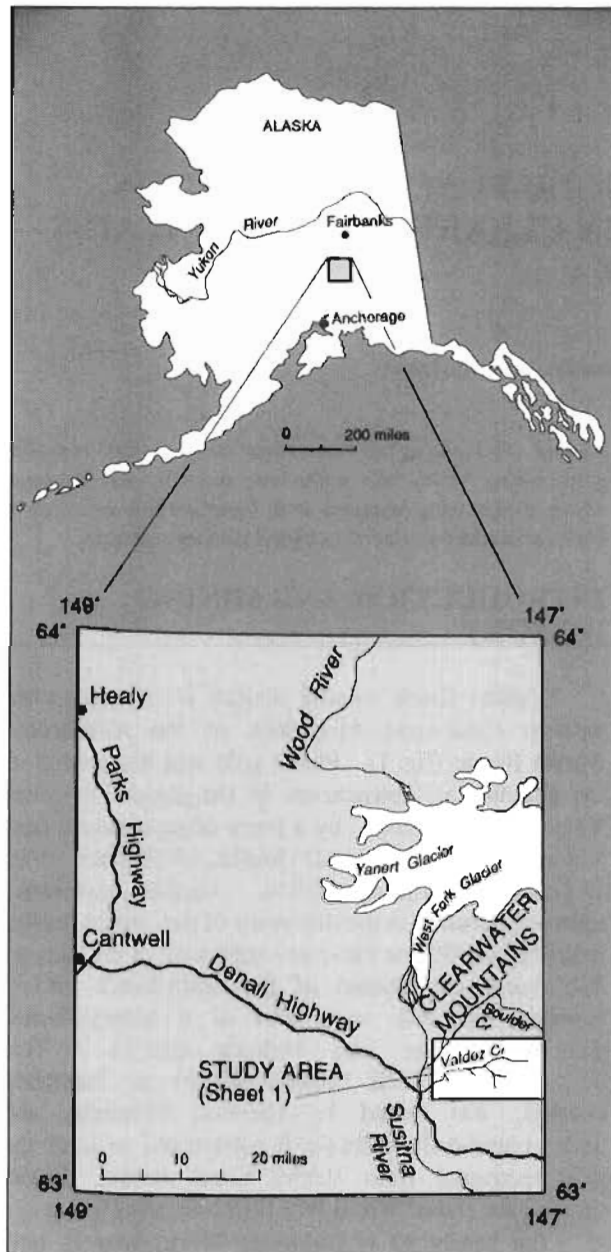 ALASKA
Yukon River
Fairbanks
Anchorage
0 200 miles
149° 147°
64° 64°
Healy
Wood River
Parks Highway
Yanert Glacier
West Fork Glacier
Cantwell
CLEARWATER
MOUNTAINS
Denali Highway
Boulder
Cr
Valdez Cr
STUDY AREA
(Sheet 1)
Susitna
River
0 10 20 miles
63° 63°
149° 147°